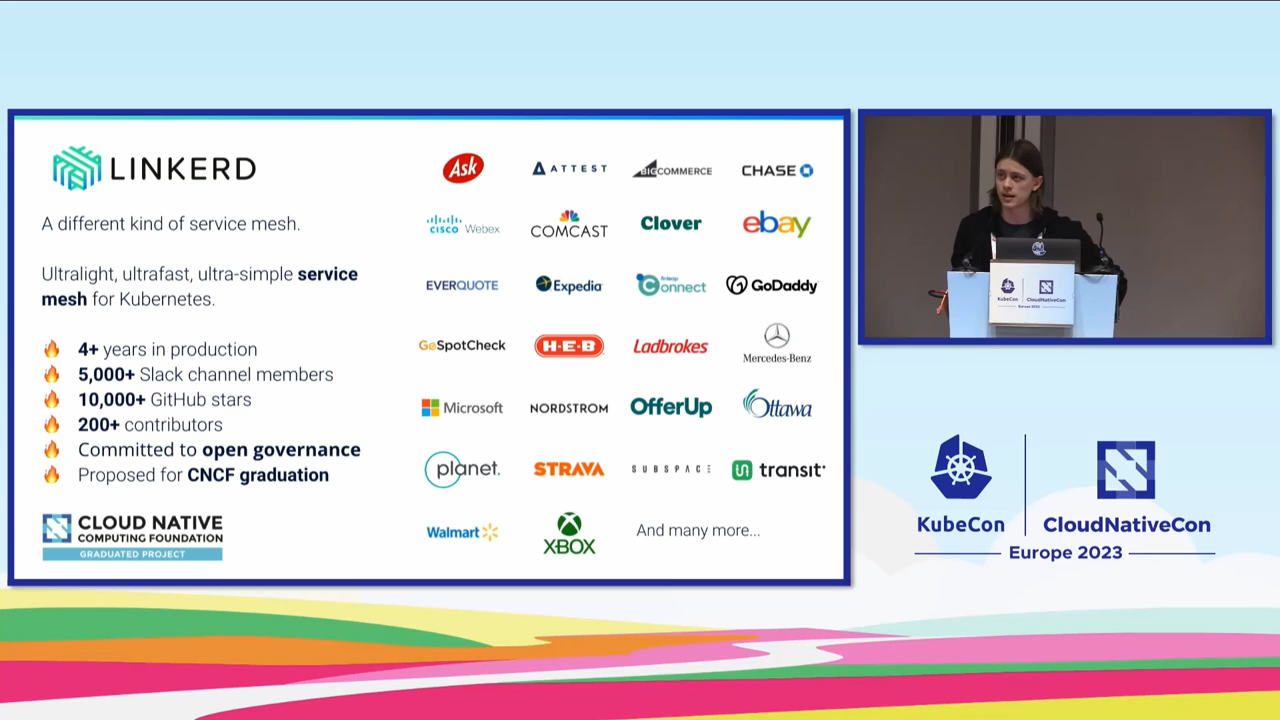 LINKERD
A different kind of service mesh.
Ultralight, ultrafast, ultra-simple service
mesh for Kubernetes.
4+ years in production
5,000+ Slack channel members
10,000+ GitHub stars
200+ contributors
Committed to open governance
Proposed for CNCF graduation
CLOUD NATIVE
COMPUTING FOUNDATION
GRADUATED PROJECT
Ask
ATTEST
BIGCOMMERCE
CHASE
CISCO Webex
COMCAST
Clover
ebay
EVERQUOTE
Expedia
Connect
GoDaddy
GoSpotCheck
H-E-B
Ladbrokes
Mercedes-Benz
Microsoft
NORDSTROM
OfferUp
Ottawa
planet.
STRAVA
SUBSPACE
transit
Walmart
XBOX
And many more...
KubeCon
CloudNativeCon
Europe 2023
KubeCon
CloudNativeCon
Europe 2023